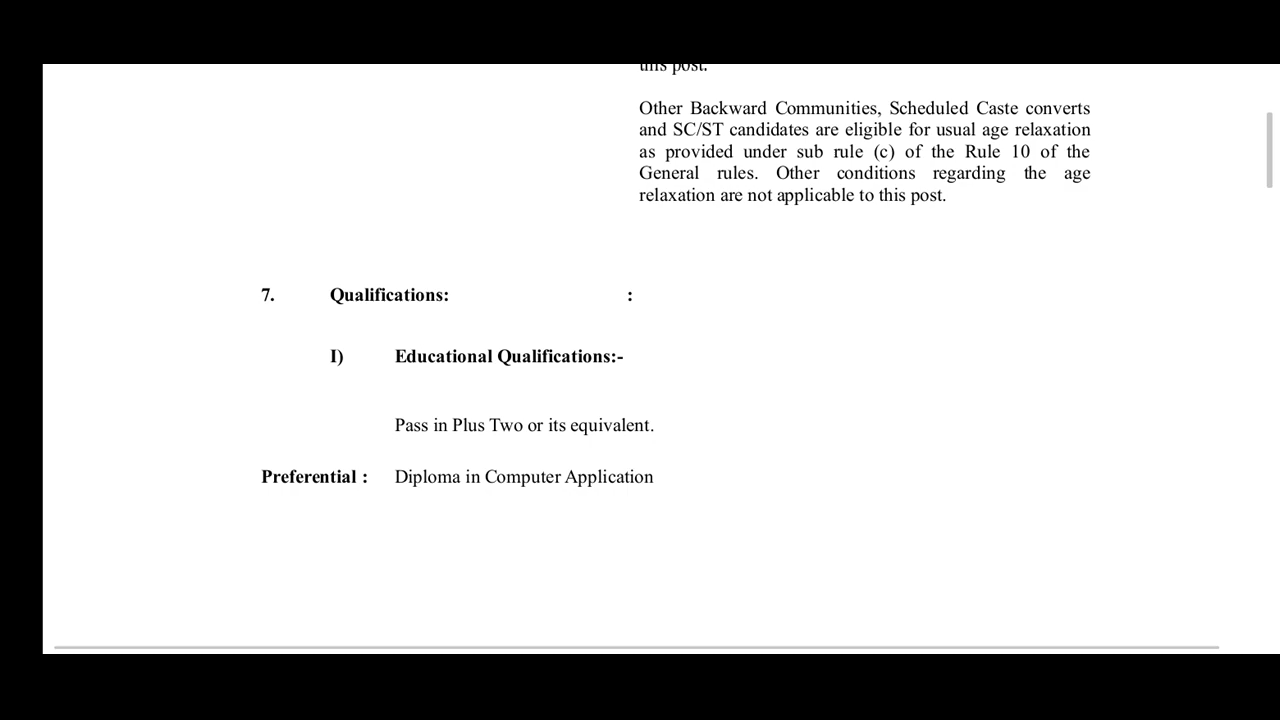 this post.
Other Backward Communities, Scheduled Caste converts
and SC/ST candidates are eligible for usual age relaxation
as provided under sub rule (c) of the Rule 10 of the
General rules. Other conditions regarding the age
relaxation are not applicable to this post.
7. Qualifications: :
I) Educational Qualifications:-
Pass in Plus Two or its equivalent.
Preferential : Diploma in Computer Application